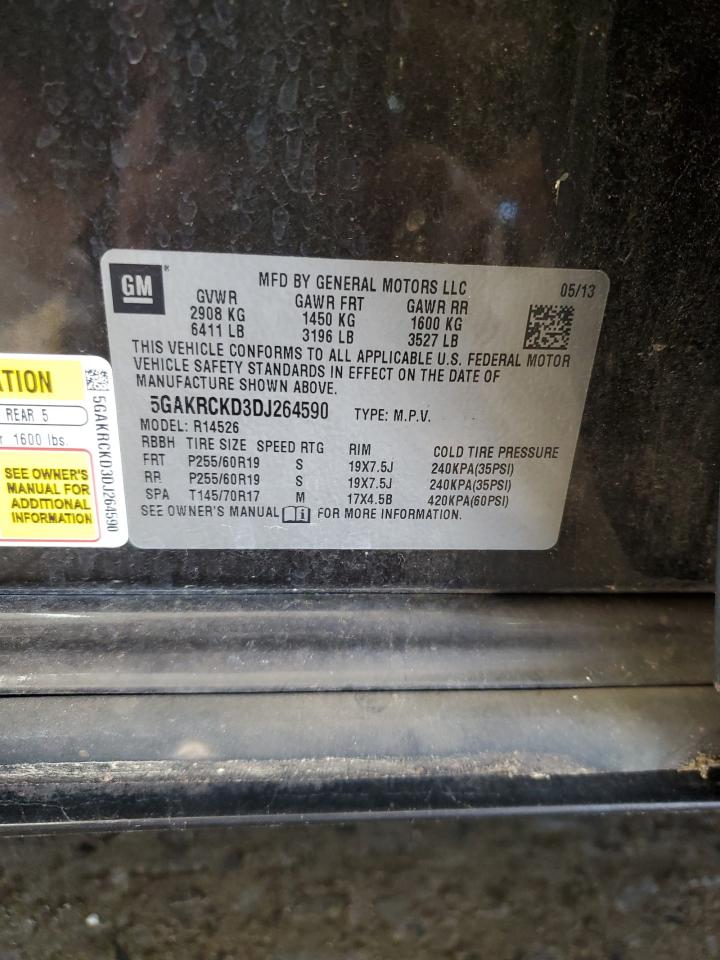 GM
MFD BY GENERAL MOTORS LLC 05/13
GVWR GAWR FRT GAWR RR
2908 KG 1450 KG 1600 KG
6411 LB 3196 LB 3527 LB
THIS VEHICLE CONFORMS TO ALL APPLICABLE U.S. FEDERAL MOTOR
VEHICLE SAFETY STANDARDS IN EFFECT ON THE DATE OF
MANUFACTURE SHOWN ABOVE.
5GAKRCKD3DJ264590 TYPE: M.P.V.
MODEL: R14526
RBBH TIRE SIZE SPEED RTG RIM COLD TIRE PRESSURE
FRT P255/60R19 S 19X7.5J 240KPA(35PSI)
RR P255/60R19 S 19X7.5J 240KPA(35PSI)
SPA T145/70R17 M 17X4.5B 420KPA(60PSI)
SEE OWNER'S MANUAL FOR MORE INFORMATION.
REAR 5
1600 lbs.
SEE OWNER'S
MANUAL FOR
ADDITIONAL
INFORMATION
5GAKRCKD3DJ264590